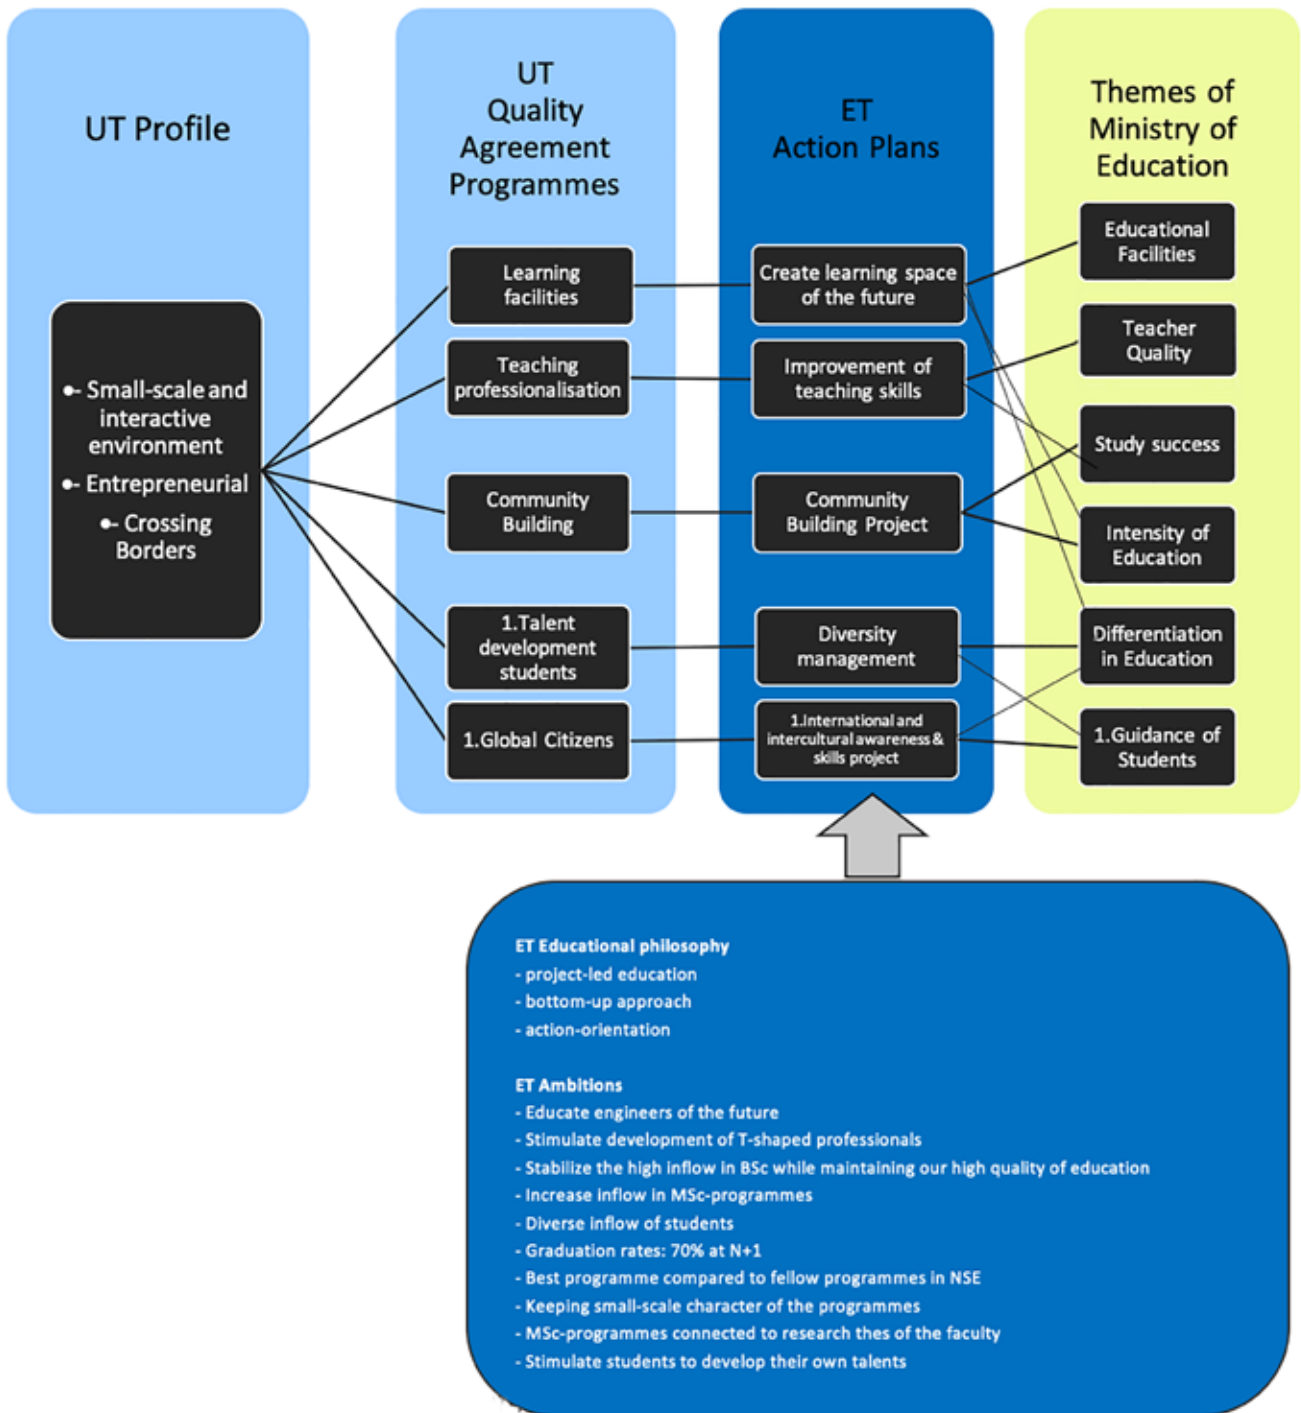 UT Profile
•- Small-scale and
interactive
environment
•- Entrepreneurial
•- Crossing
Borders
UT
Quality
Agreement
Programmes
Learning
facilities
Teaching
professionalisation
Community
Building
1.Talent
development
students
1.Global Citizens
ET
Action Plans
Create learning space
of the future
Improvement of
teaching skills
Community
Building Project
Diversity
management
1.International and
intercultural awareness &
skills project
Themes of
Ministry of
Education
Educational
Facilities
Teacher
Quality
Study success
Intensity of
Education
Differentiation
in Education
1.Guidance of
Students
ET Educational philosophy
- project-led education
- bottom-up approach
- action-orientation
ET Ambitions
- Educate engineers of the future
- Stimulate development of T-shaped professionals
- Stabilize the high inflow in BSc while maintaining our high quality of education
- Increase inflow in MSc-programmes
- Diverse inflow of students
- Graduation rates: 70% at N+1
- Best programme compared to fellow programmes in NSE
- Keeping small-scale character of the programmes
- MSc-programmes connected to research thes of the faculty
- Stimulate students to develop their own talents